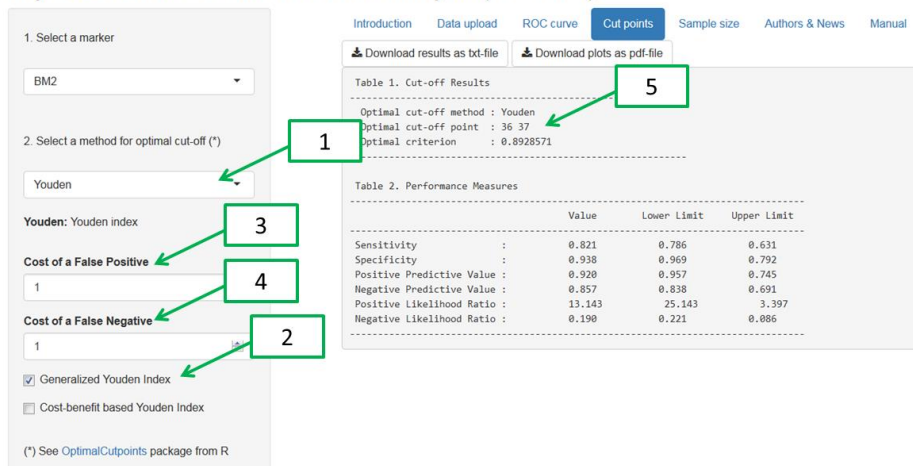 1. Select a marker
BM2
2. Select a method for optimal cut-off (*)
Youden
Youden: Youden index
Cost of a False Positive
1
Cost of a False Negative
1
Generalized Youden Index
Cost-benefit based Youden Index
(*) See OptimalCutpoints package from R
1
3
4
2
Introduction Data upload ROC curve Cut points Sample size Authors & News Manual
Download results as txt-file Download plots as pdf-file
Table 1. Cut-off Results
Optimal cut-off method : Youden
Optimal cut-off point : 36 37
Optimal criterion : 0.8928571
5
Table 2. Performance Measures
Value Lower Limit Upper Limit
Sensitivity : 0.821 0.786 0.631
Specificity : 0.938 0.969 0.792
Positive Predictive Value : 0.920 0.957 0.745
Negative Predictive Value : 0.857 0.838 0.691
Positive Likelihood Ratio : 13.143 25.143 3.397
Negative Likelihood Ratio : 0.190 0.221 0.086